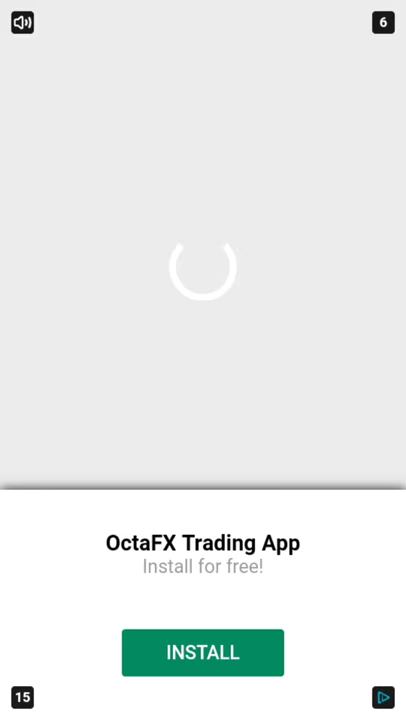 6
OctaFX Trading App
Install for free!
INSTALL
15